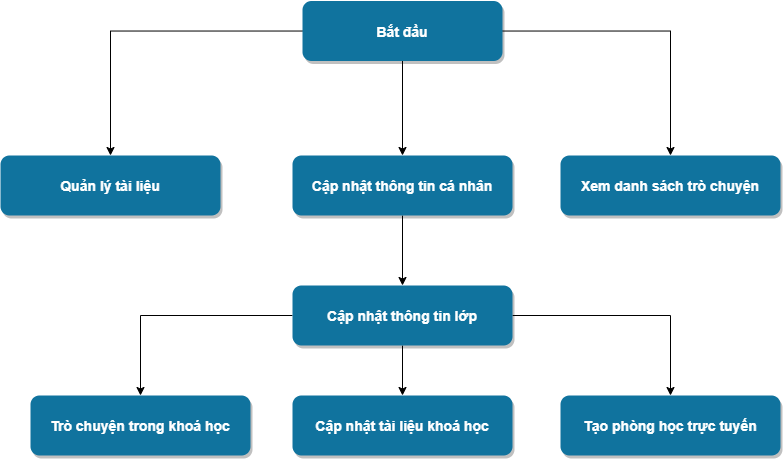 Bắt đầu
Quản lý tài liệu
Cập nhật thông tin cá nhân
Xem danh sách trò chuyện
Cập nhật thông tin lớp
Trò chuyện trong khoá học
Cập nhật tài liệu khoá học
Tạo phòng học trực tuyến